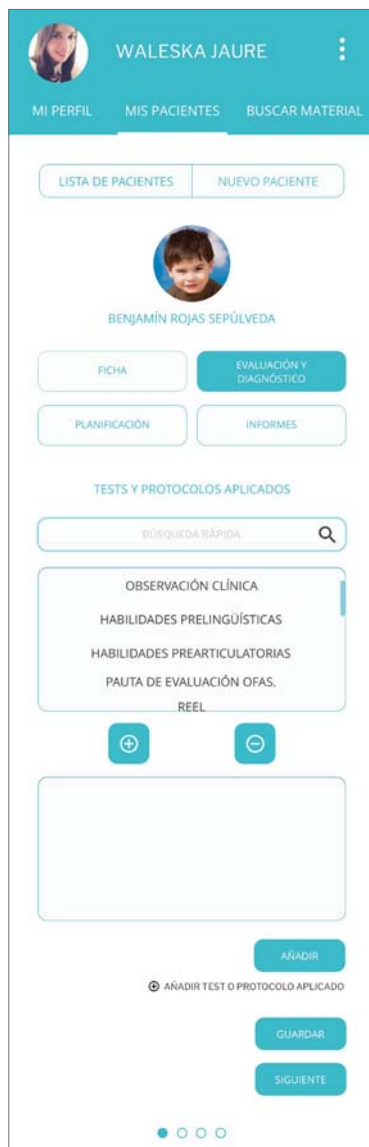 WALESKA JAURE
MI PERFIL MIS PACIENTES BUSCAR MATERIAL
LISTA DE PACIENTES NUEVO PACIENTE
BENJAMÍN ROJAS SEPÚLVEDA
FICHA
EVALUACIÓN Y
DIAGNÓSTICO
PLANIFICACIÓN INFORMES
TESTS Y PROTOCOLOS APLICADOS
BÚSQUEDA RÁPIDA
OBSERVACIÓN CLÍNICA
HABILIDADES PRELINGÜÍSTICAS
HABILIDADES PREARTICULATORIAS
PAUTA DE EVALUACIÓN OFAS.
REEL
AÑADIR
AÑADIR TEST O PROTOCOLO APLICADO
GUARDAR
SIGUIENTE